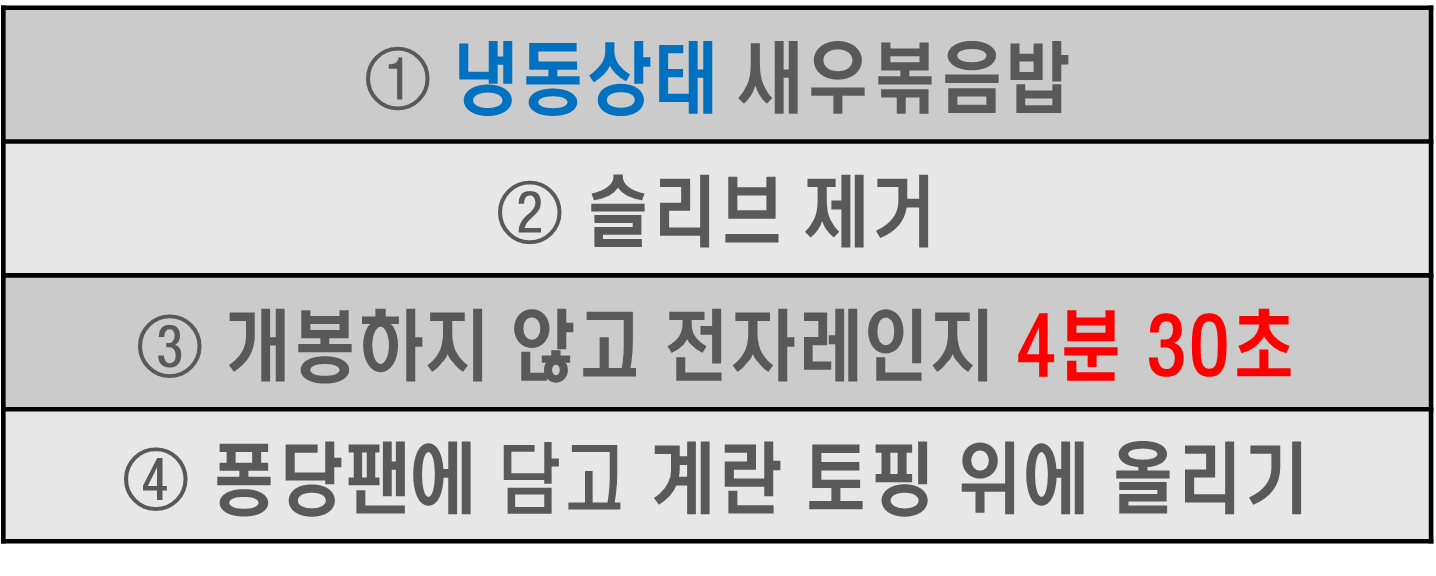 ① 냉동상태 새우볶음밥
② 슬리브 제거
③ 개봉하지 않고 전자레인지 4분 30초
④ 퐁당팬에 담고 계란 토핑 위에 올리기